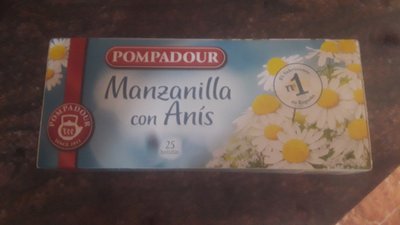 POMPADOUR
Manzanilla
con Anís
25
nº1
POMPADOUR
SINCE 1913